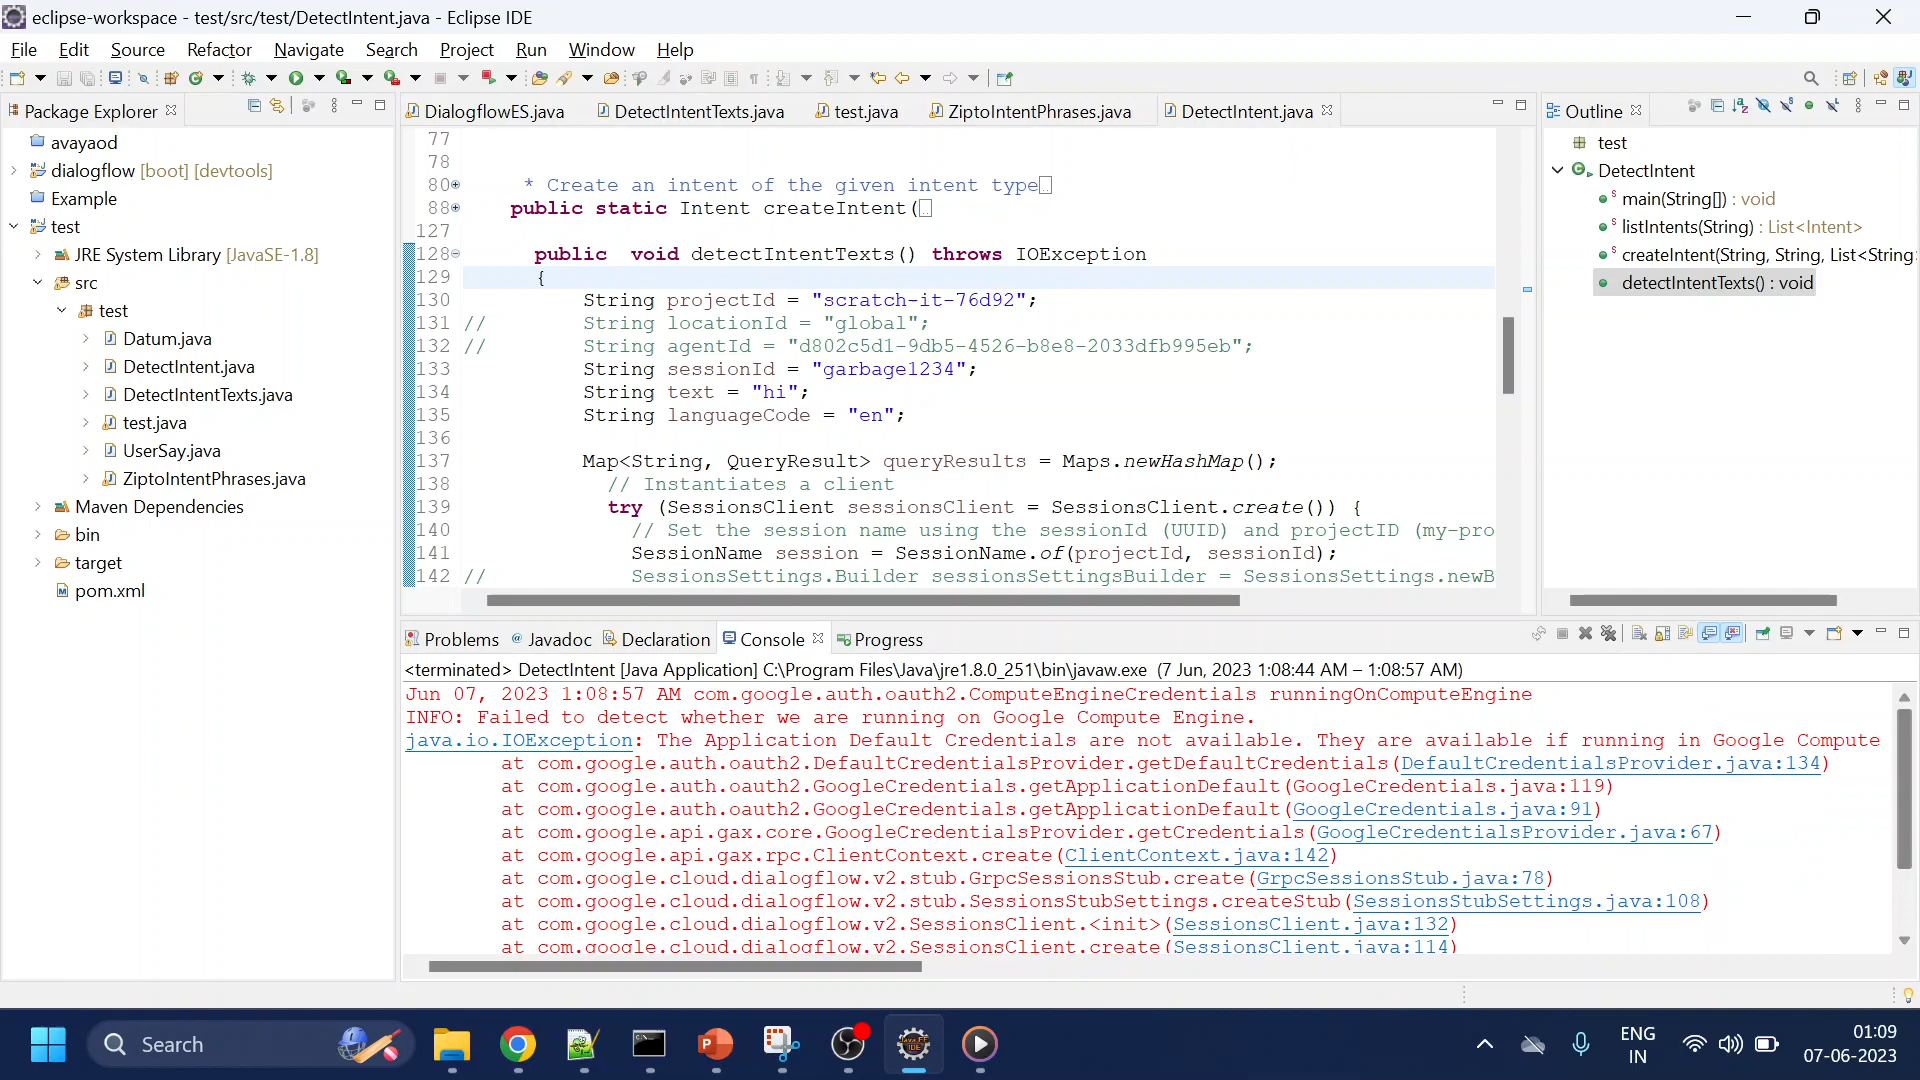 eclipse-workspace - test/src/test/DetectIntent.java - Eclipse IDE
File Edit Source Refactor Navigate Search Project Run Window Help
Package Explorer
avayaod
dialogflow [boot] [devtools]
Example
test
JRE System Library [JavaSE-1.8]
src
test
Datum.java
DetectIntent.java
DetectIntentTexts.java
test.java
UserSay.java
ZiptoIntentPhrases.java
Maven Dependencies
bin
target
pom.xml
DialogflowES.java DetectIntentTexts.java test.java ZiptoIntentPhrases.java DetectIntent.java
77
78
80 * Create an intent of the given intent type
88 public static Intent createIntent(
127
128 public void detectIntentTexts() throws IOException
129 {
130 String projectId = "scratch-it-76d92";
131 // String locationId = "global";
132 // String agentId = "d802c5d1-9db5-4526-b8e8-2033dfb995eb";
133 String sessionId = "garbage1234";
134 String text = "hi";
135 String languageCode = "en";
136
137 Map<String, QueryResult> queryResults = Maps.newHashMap();
138 // Instantiates a client
139 try (SessionsClient sessionsClient = SessionsClient.create()) {
140 // Set the session name using the sessionId (UUID) and projectID (my-pro
141 SessionName session = SessionName.of(projectId, sessionId);
142 // SessionsSettings.Builder sessionsSettingsBuilder = SessionsSettings.newB
Outline
test
DetectIntent
main(String[]) : void
listIntents(String) : List<Intent>
createIntent(String, String, List<String>
detectIntentTexts() : void
Problems Javadoc Declaration Console Progress
<terminated> DetectIntent [Java Application] C:\Program Files\Java\jre1.8.0_251\bin\javaw.exe (7 Jun, 2023 1:08:44 AM – 1:08:57 AM)
Jun 07, 2023 1:08:57 AM com.google.auth.oauth2.ComputeEngineCredentials runningOnComputeEngine
INFO: Failed to detect whether we are running on Google Compute Engine.
java.io.IOException: The Application Default Credentials are not available. They are available if running in Google Compute
at com.google.auth.oauth2.DefaultCredentialsProvider.getDefaultCredentials(DefaultCredentialsProvider.java:134)
at com.google.auth.oauth2.GoogleCredentials.getApplicationDefault(GoogleCredentials.java:119)
at com.google.auth.oauth2.GoogleCredentials.getApplicationDefault(GoogleCredentials.java:91)
at com.google.api.gax.core.GoogleCredentialsProvider.getCredentials(GoogleCredentialsProvider.java:67)
at com.google.api.gax.rpc.ClientContext.create(ClientContext.java:142)
at com.google.cloud.dialogflow.v2.stub.GrpcSessionsStub.create(GrpcSessionsStub.java:78)
at com.google.cloud.dialogflow.v2.stub.SessionsStubSettings.createStub(SessionsStubSettings.java:108)
at com.google.cloud.dialogflow.v2.SessionsClient.<init>(SessionsClient.java:132)
at com.google.cloud.dialogflow.v2.SessionsClient.create(SessionsClient.java:114)
Search
ENG
IN
01:09
07-06-2023